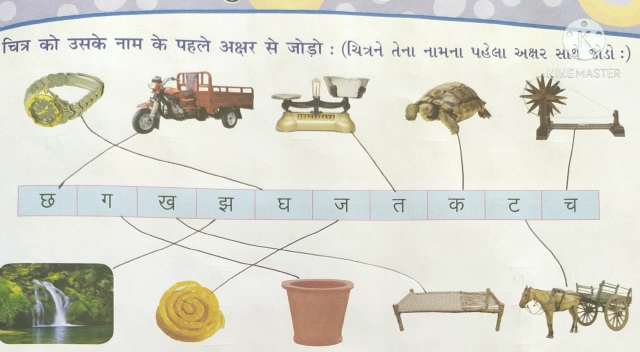 चित्र को उसके नाम के पहले अक्षर से जोड़ो : (ચિત્રને તેના નામના પહેલા અક્ષર સાથે જોડો :)
KINEMASTER
छ ग ख झ घ ज त क ट च